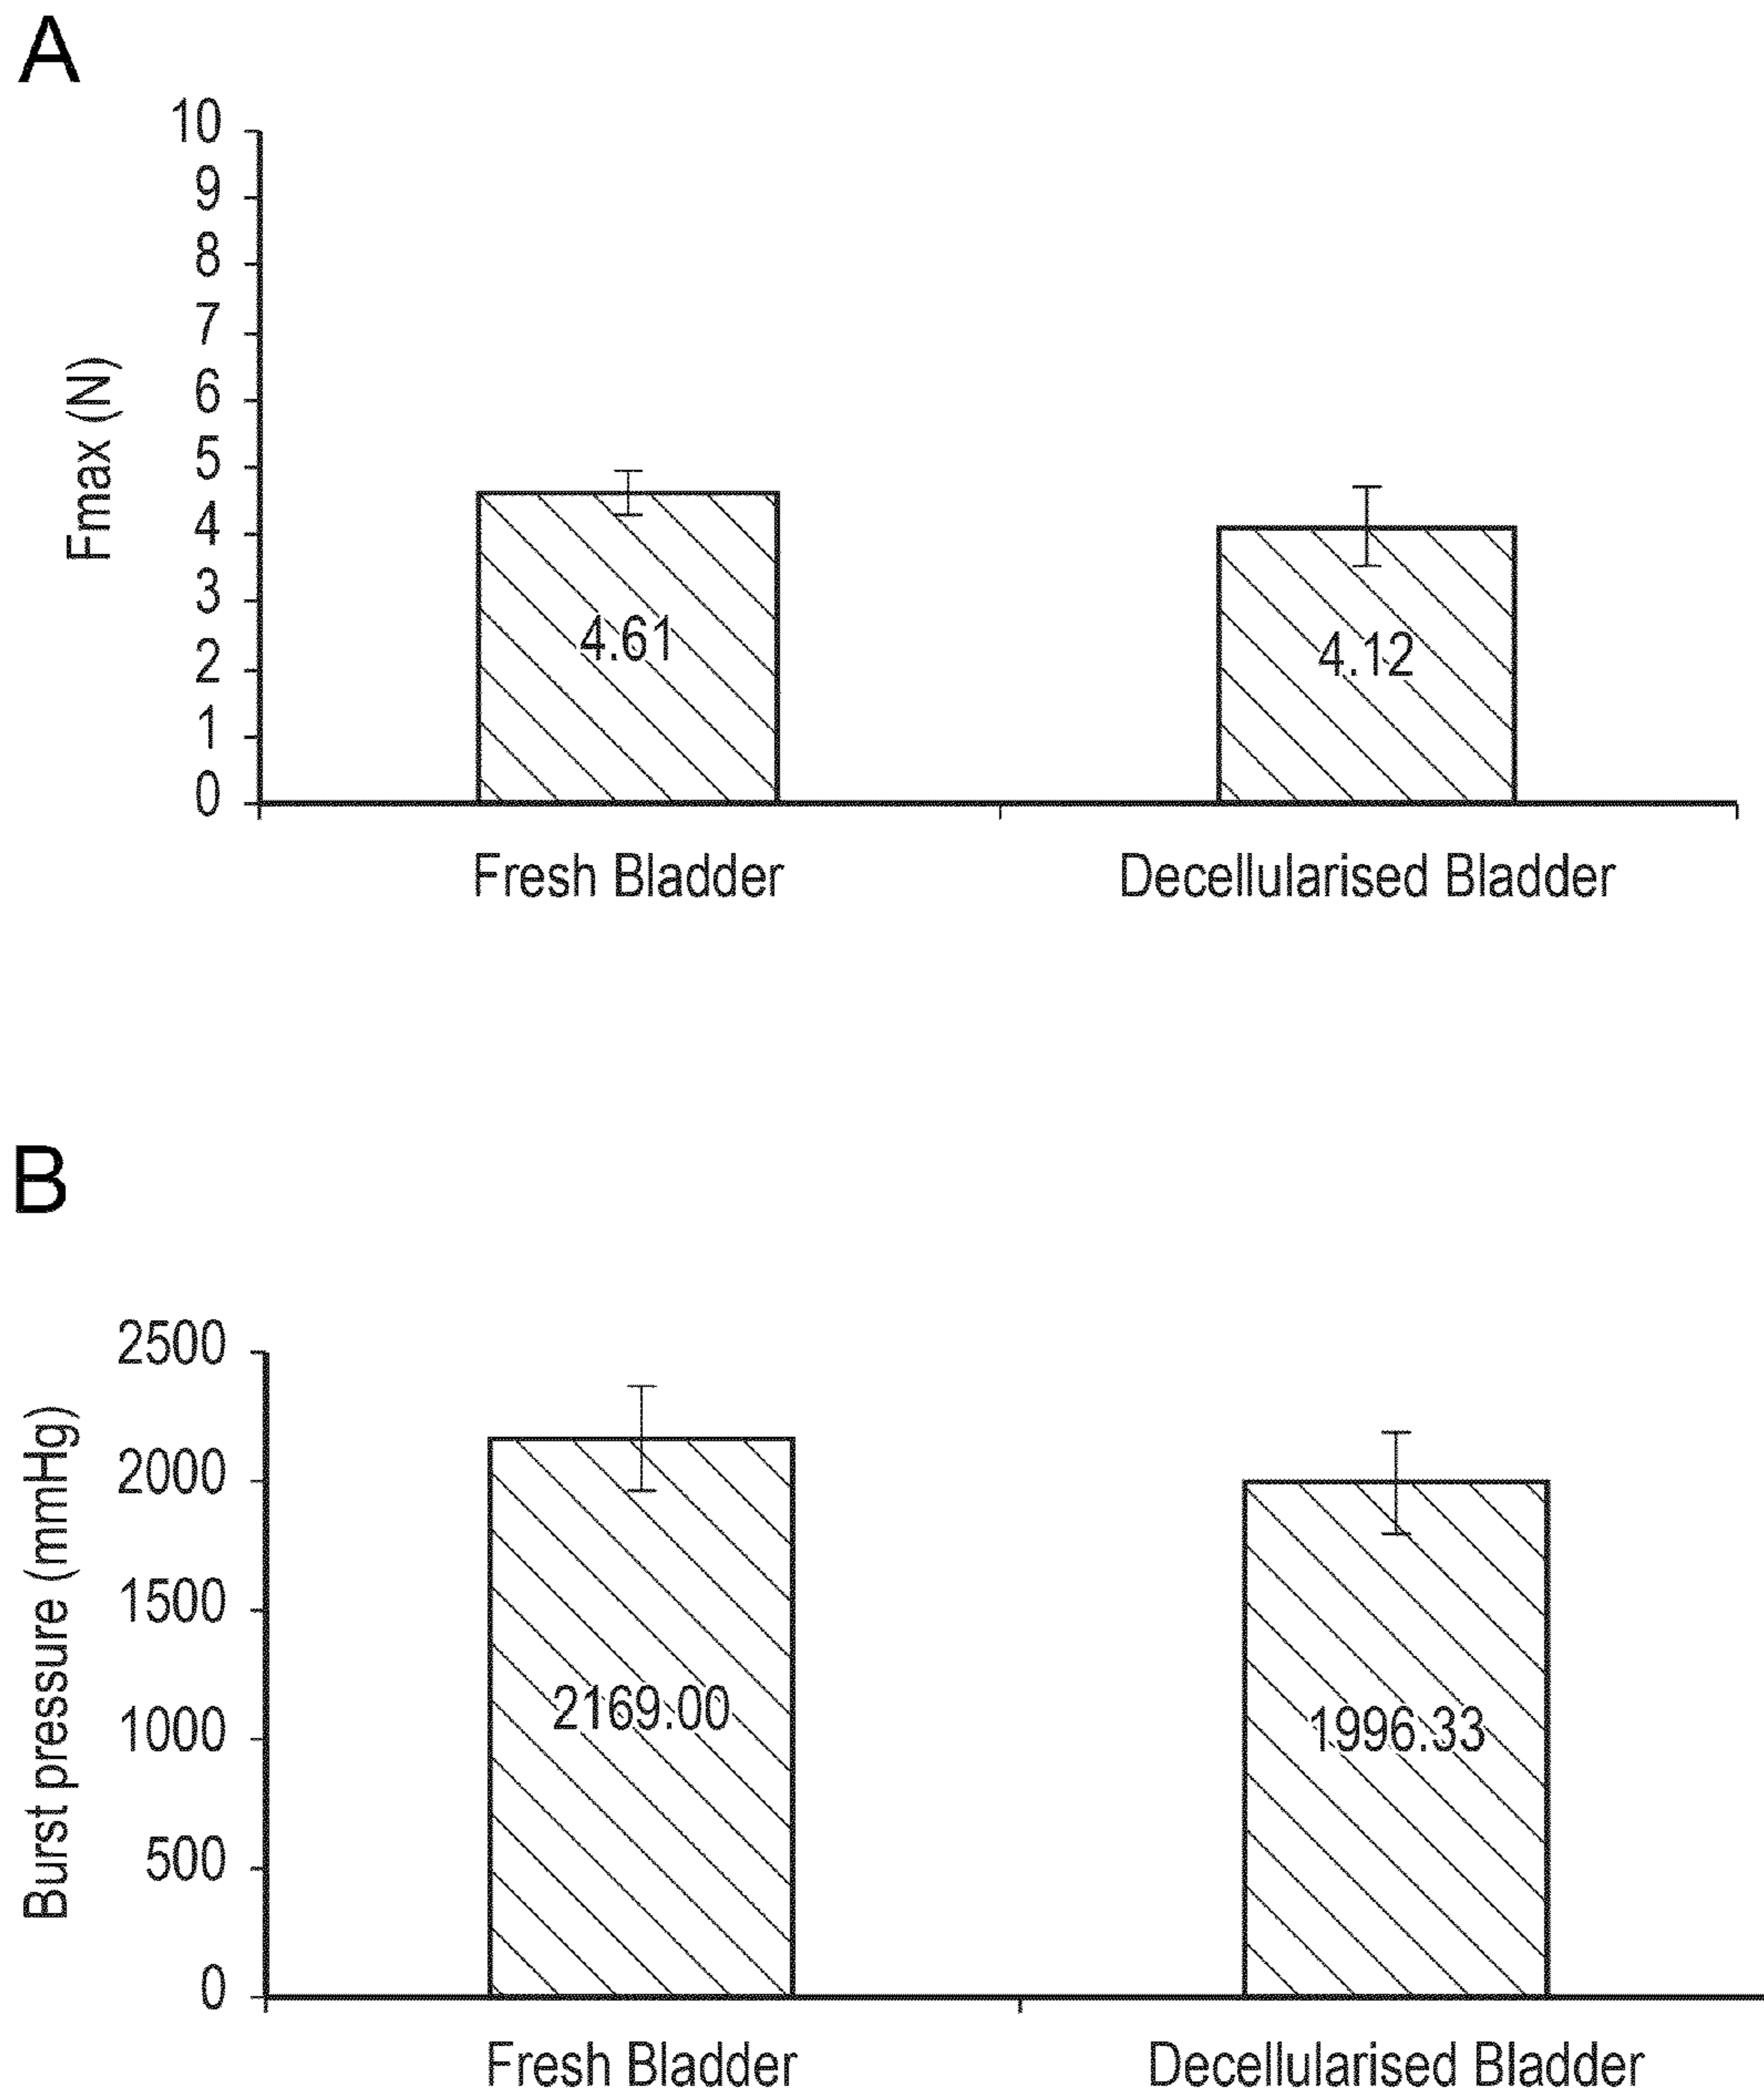 A
10
9
8
7
6
5
4
3
2
1
0
Fmax (N)
4.61
4.12
Fresh Bladder
Decellularised Bladder
B
2500
2000
1500
1000
500
0
Burst pressure (mmHg)
2169.00
1996.33
Fresh Bladder
Decellularised Bladder